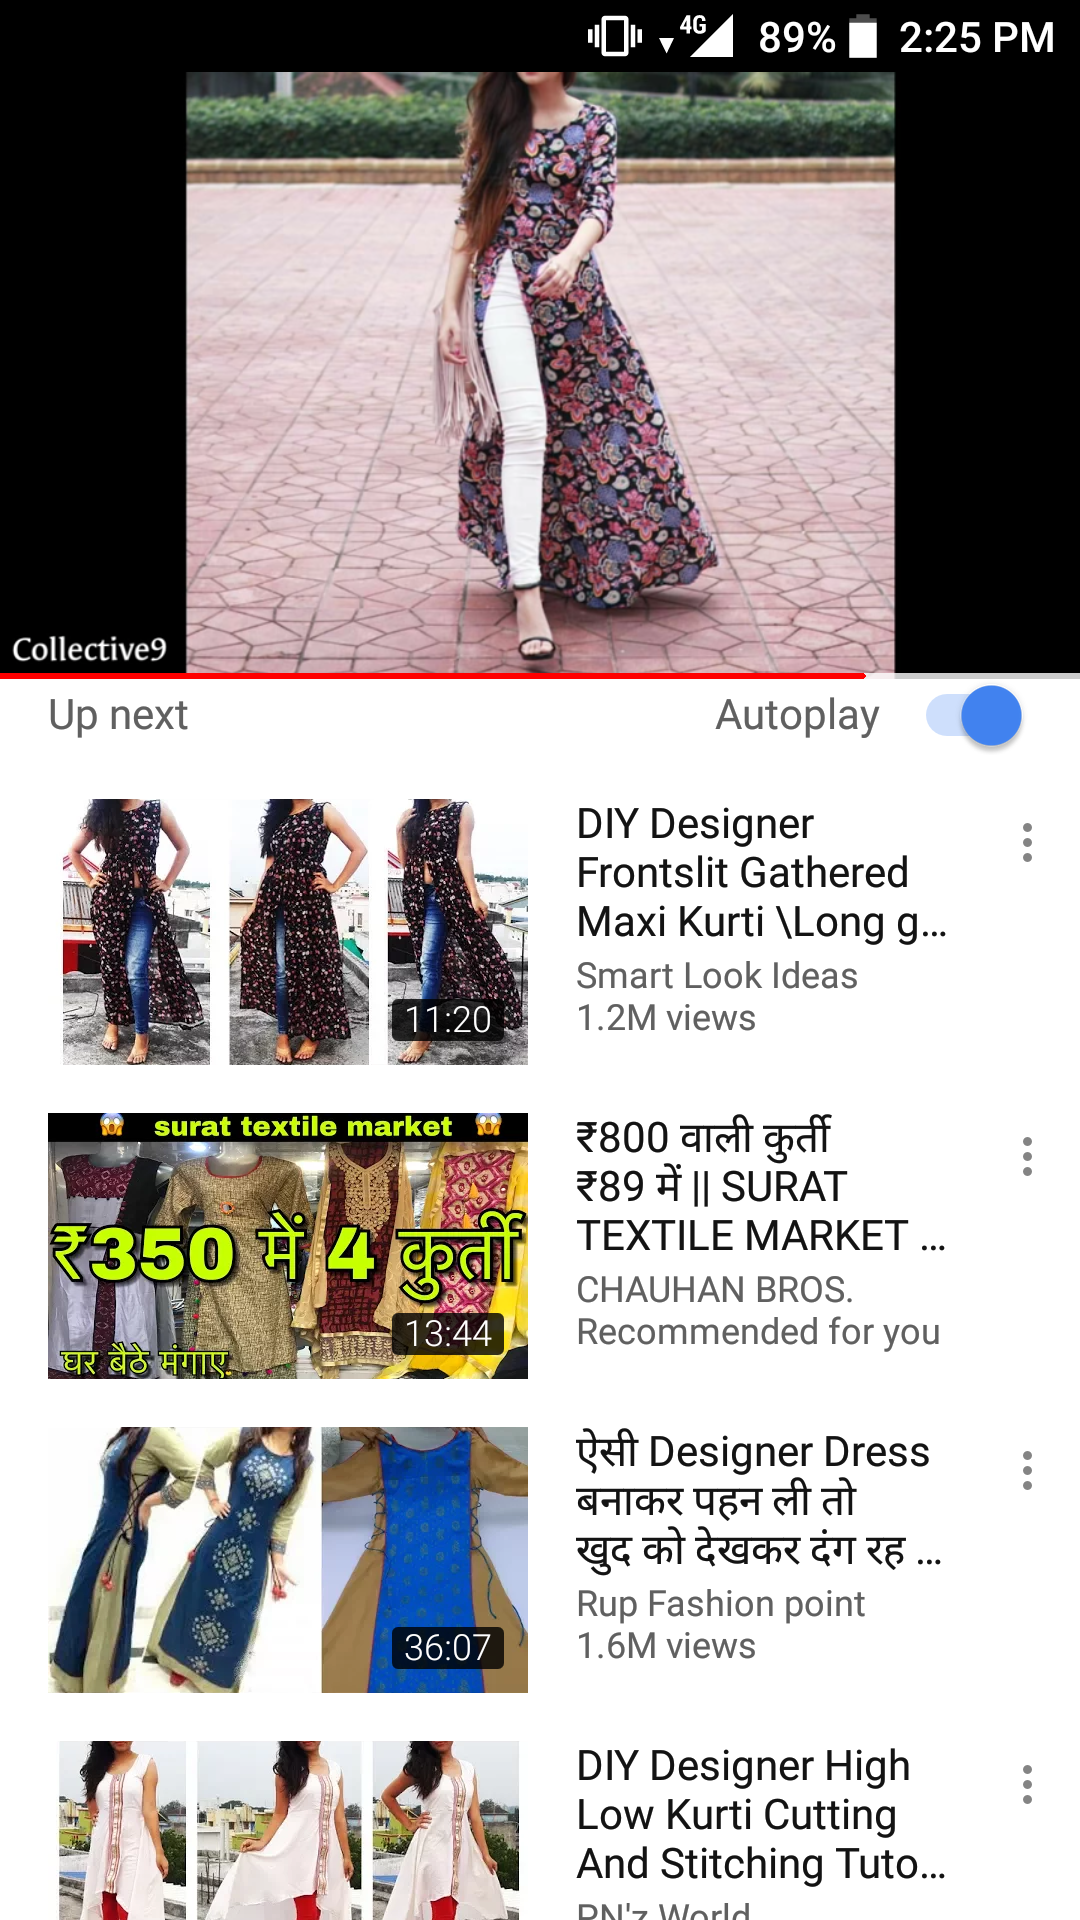 4G 89% 2:25 PM
Collective9
Up next
Autoplay
DIY Designer
Frontslit Gathered
Maxi Kurti \Long g...
Smart Look Ideas
1.2M views
11:20
surat textile market
₹350 में 4 कुर्ती
13:44
घर बैठे मंगाए
₹800 वाली कुर्ती
₹89 में || SURAT
TEXTILE MARKET ...
CHAUHAN BROS.
Recommended for you
36:07
ऐसी Designer Dress
बनाकर पहन ली तो
खुद को देखकर दंग रह ...
Rup Fashion point
1.6M views
DIY Designer High
Low Kurti Cutting
And Stitching Tuto...
RN'z World